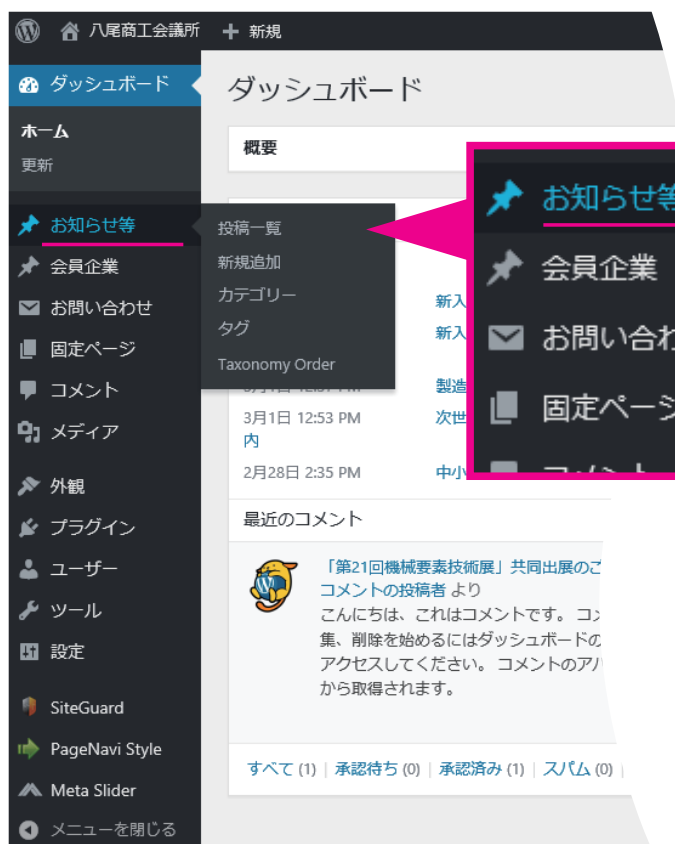 八尾商工会議所
新規
ダッシュボード
ホーム
更新
お知らせ等
会員企業
お問い合わせ
固定ページ
コメント
メディア
外観
プラグイン
ユーザー
ツール
設定
SiteGuard
PageNavi Style
Meta Slider
メニューを閉じる
投稿一覧
新規追加
カテゴリー
タグ
Taxonomy Order
ダッシュボード
概要
新入
新入
製造
3月1日 12:53 PM 次世
内
2月28日 2:35 PM 中小
最近のコメント
「第21回機械要素技術展」共同出展のご
コメントの投稿者 より
こんにちは、これはコメントです。 コメ
集、削除を始めるにはダッシュボードの
アクセスしてください。 コメントのアバ
から取得されます。
すべて (1) | 承認待ち (0) | 承認済み (1) | スパム (0) |
お知らせ等
会員企業
お問い合わ
固定ページ